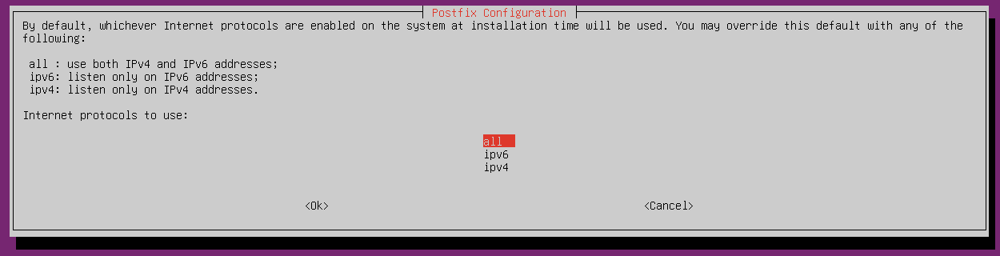 Postfix Configuration
By default, whichever Internet protocols are enabled on the system at installation time will be used. You may override this default with any of the
following:
all : use both IPv4 and IPv6 addresses;
ipv6: listen only on IPv6 addresses;
ipv4: listen only on IPv4 addresses.
Internet protocols to use:
all
ipv6
ipv4
<Ok> <Cancel>